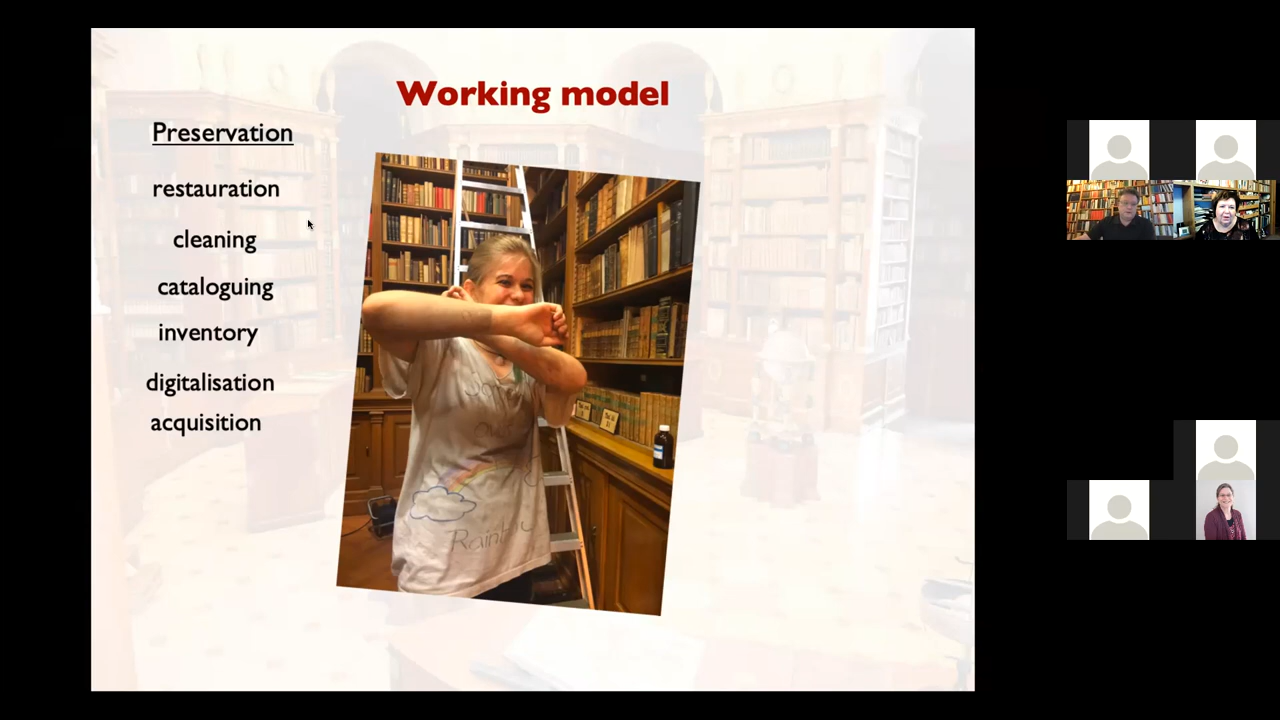 Working model
Preservation
restauration
cleaning
cataloguing
inventory
digitalisation
acquisition